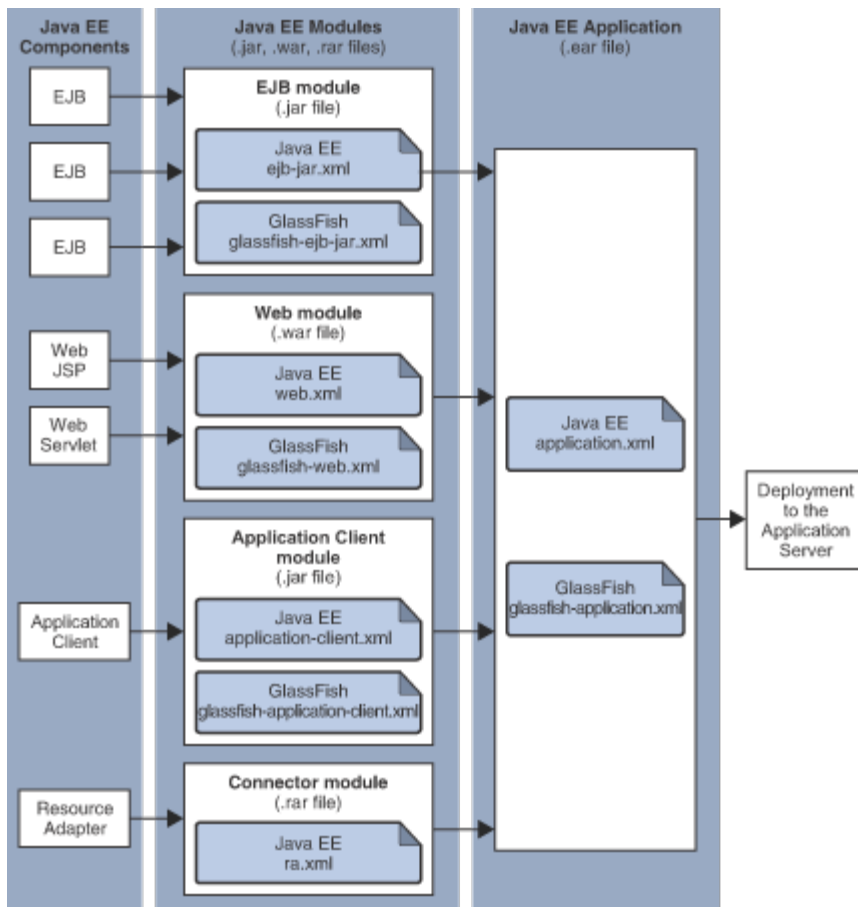 Java EE
Components
Java EE Modules
(.jar, .war, .rar files)
Java EE Application
(.ear file)
EJB
EJB
EJB
Web
JSP
Web
Servlet
Application
Client
Resource
Adapter
EJB module
(.jar file)
Java EE
ejb-jar.xml
GlassFish
glassfish-ejb-jar.xml
Web module
(.war file)
Java EE
web.xml
GlassFish
glassfish-web.xml
Application Client
module
(.jar file)
Java EE
application-client.xml
GlassFish
glassfish-application-client.xml
Connector module
(.rar file)
Java EE
ra.xml
Java EE
application.xml
GlassFish
glassfish-application.xml
Deployment
to the
Application
Server